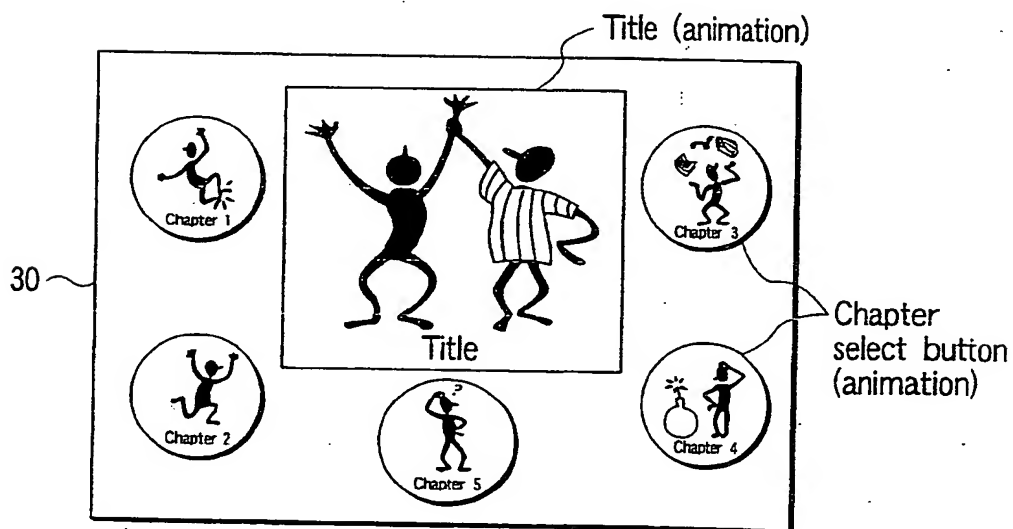 Title (animation)
Chapter 1
Chapter 3
30
Title
Chapter
select button
(animation)
Chapter 2
?
Chapter 5
Chapter 4